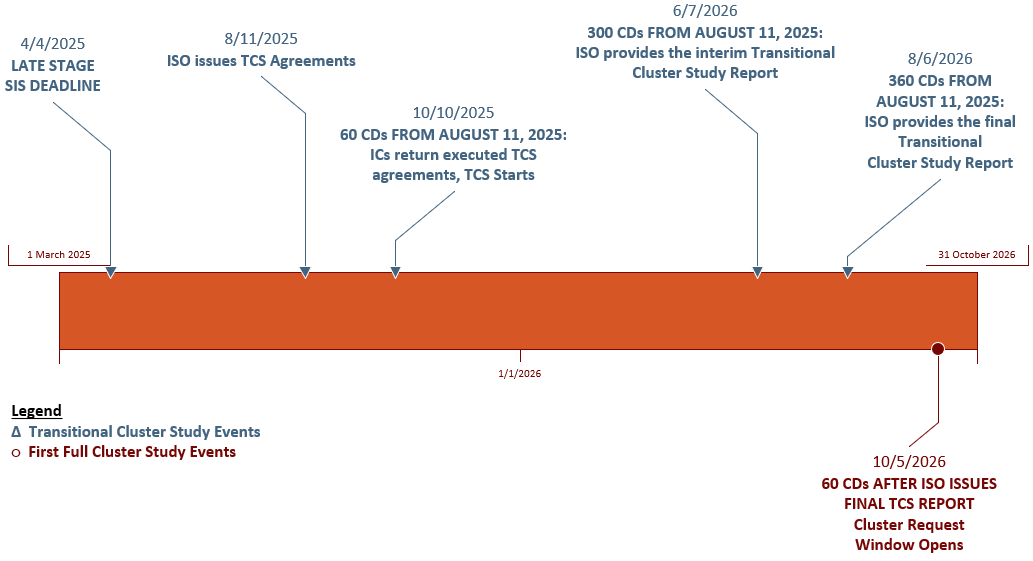 4/4/2025
LATE STAGE
SIS DEADLINE
8/11/2025
ISO issues TCS Agreements
10/10/2025
60 CDs FROM AUGUST 11, 2025:
ICs return executed TCS
agreements, TCS Starts
6/7/2026
300 CDs FROM AUGUST 11, 2025:
ISO provides the interim Transitional
Cluster Study Report
8/6/2026
360 CDs FROM
AUGUST 11, 2025:
ISO provides the final
Transitional
Cluster Study Report
1 March 2025
31 October 2026
1/1/2026
Legend
Δ Transitional Cluster Study Events
o First Full Cluster Study Events
10/5/2026
60 CDs AFTER ISO ISSUES
FINAL TCS REPORT
Cluster Request
Window Opens